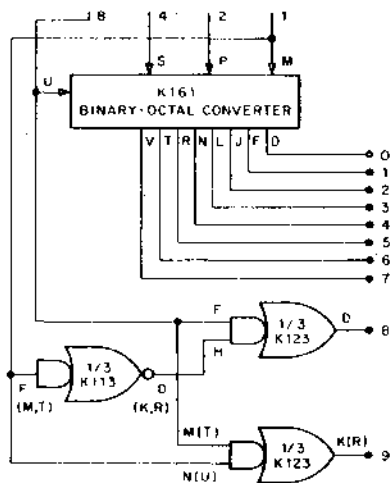 8 4 2 1
S P M
U
K161
BINARY-OCTAL CONVERTER
V T R N L J F D
0
1
2
3
4
5
6
7
F D
1/3
K123
8
H
1/3
K113
F D
(M,T) (K,R)
M(T)
K(R)
1/3
K123
9
N(U)